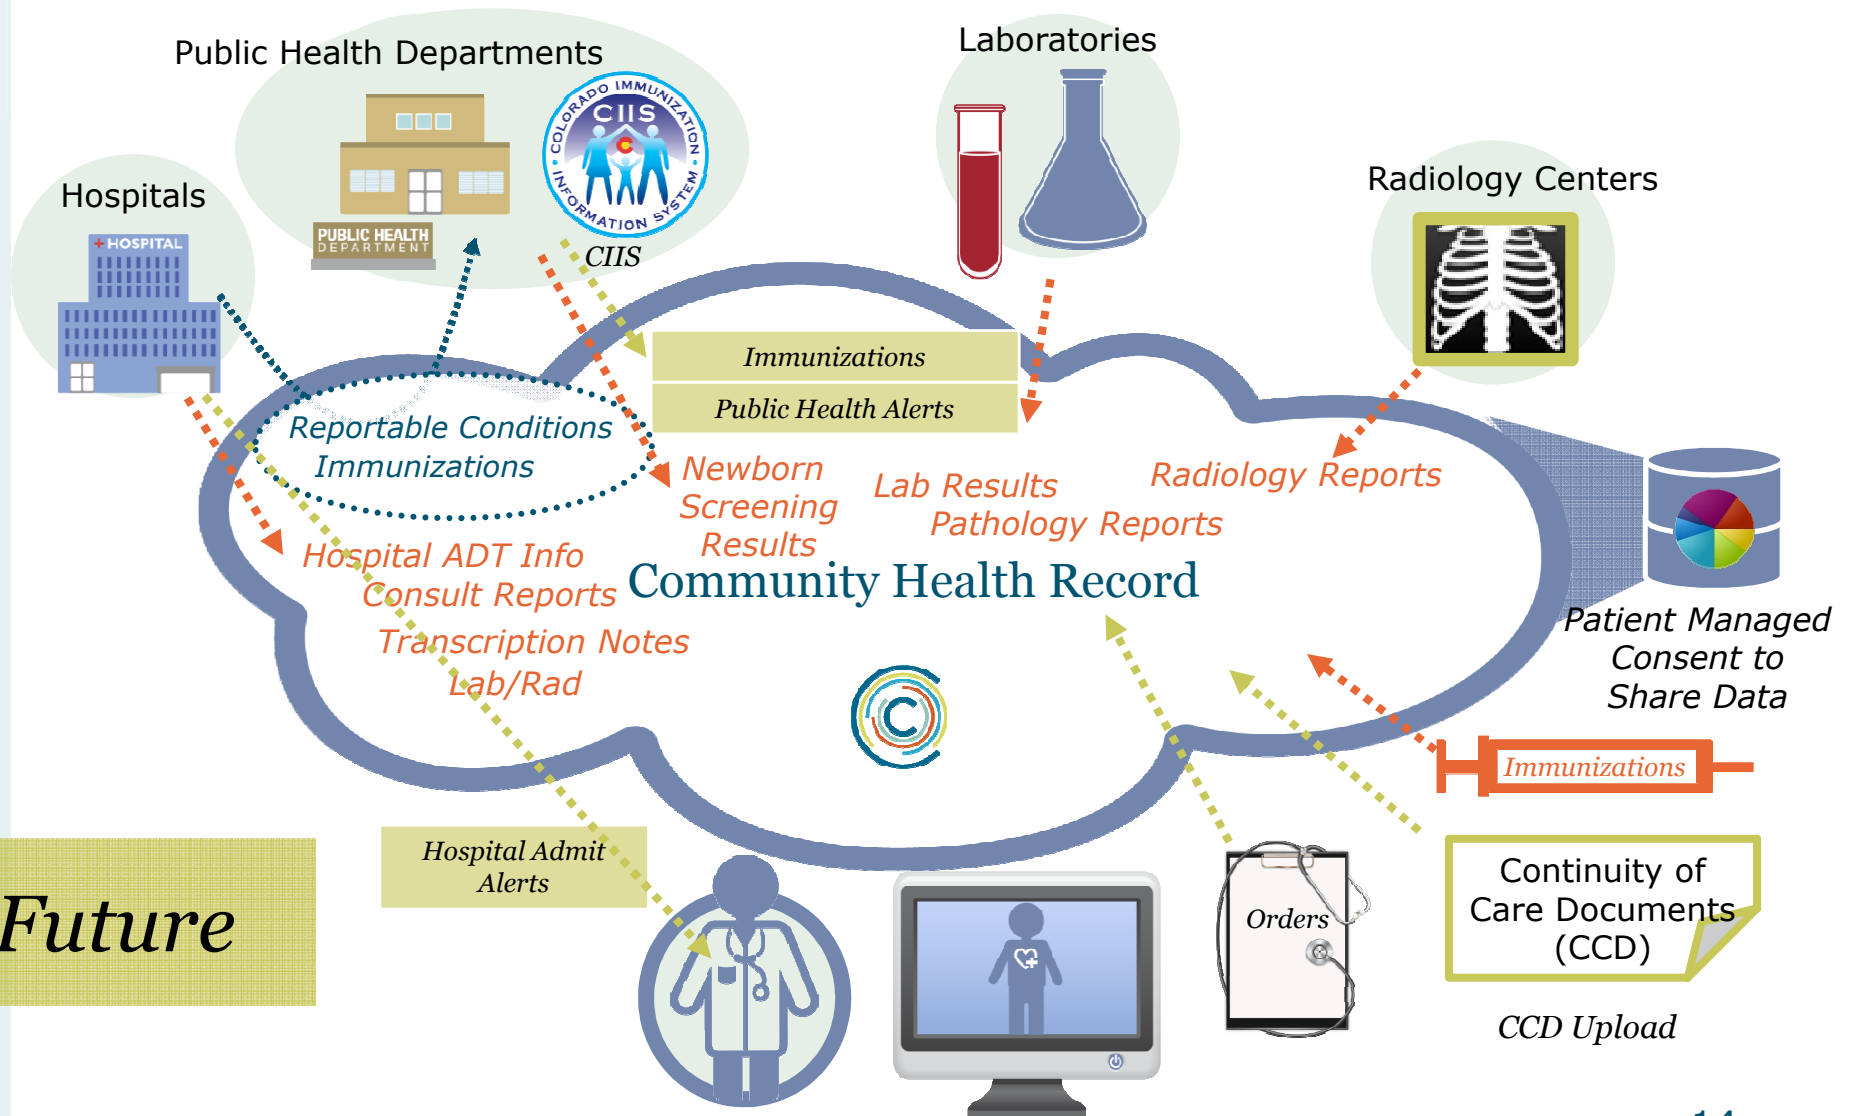 Public Health Departments
Laboratories
COLORADO IMMUNIZATION
CIIS
INFORMATION SYSTEM
Hospitals
Radiology Centers
HOSPITAL
PUBLIC HEALTH
DEPARTMENT
CIIS
Immunizations
Public Health Alerts
Reportable Conditions
Immunizations
Newborn
Screening
Results
Lab Results
Pathology Reports
Radiology Reports
Hospital ADT Info
Consult Reports
Transcription Notes
Lab/Rad
Community Health Record
Patient Managed
Consent to
Share Data
Immunizations
Hospital Admit
Alerts
Future
Orders
Continuity of
Care Documents
(CCD)
CCD Upload
14